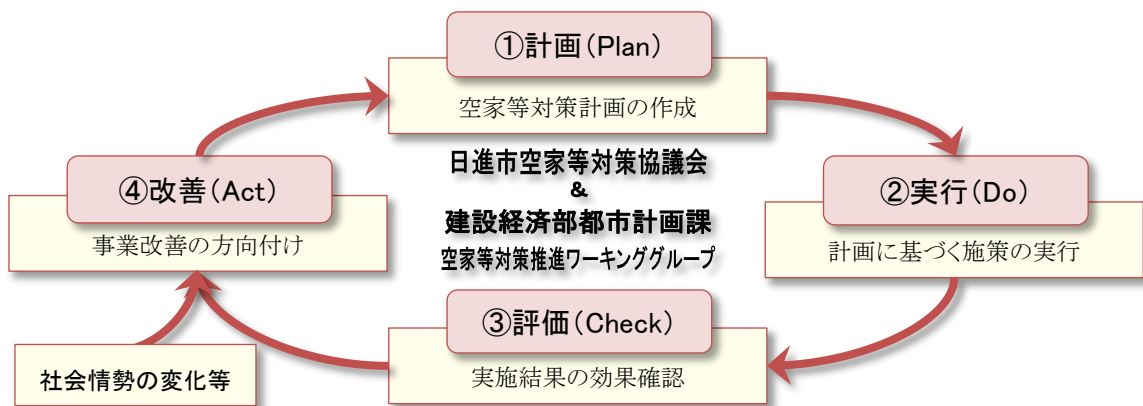 ①計画(Plan)
空家等対策計画の作成
日進市空家等対策協議会
&
建設経済部都市計画課
空家等対策推進ワーキンググループ
②実行(Do)
計画に基づく施策の実行
③評価(Check)
実施結果の効果確認
④改善(Act)
事業改善の方向付け
社会情勢の変化等